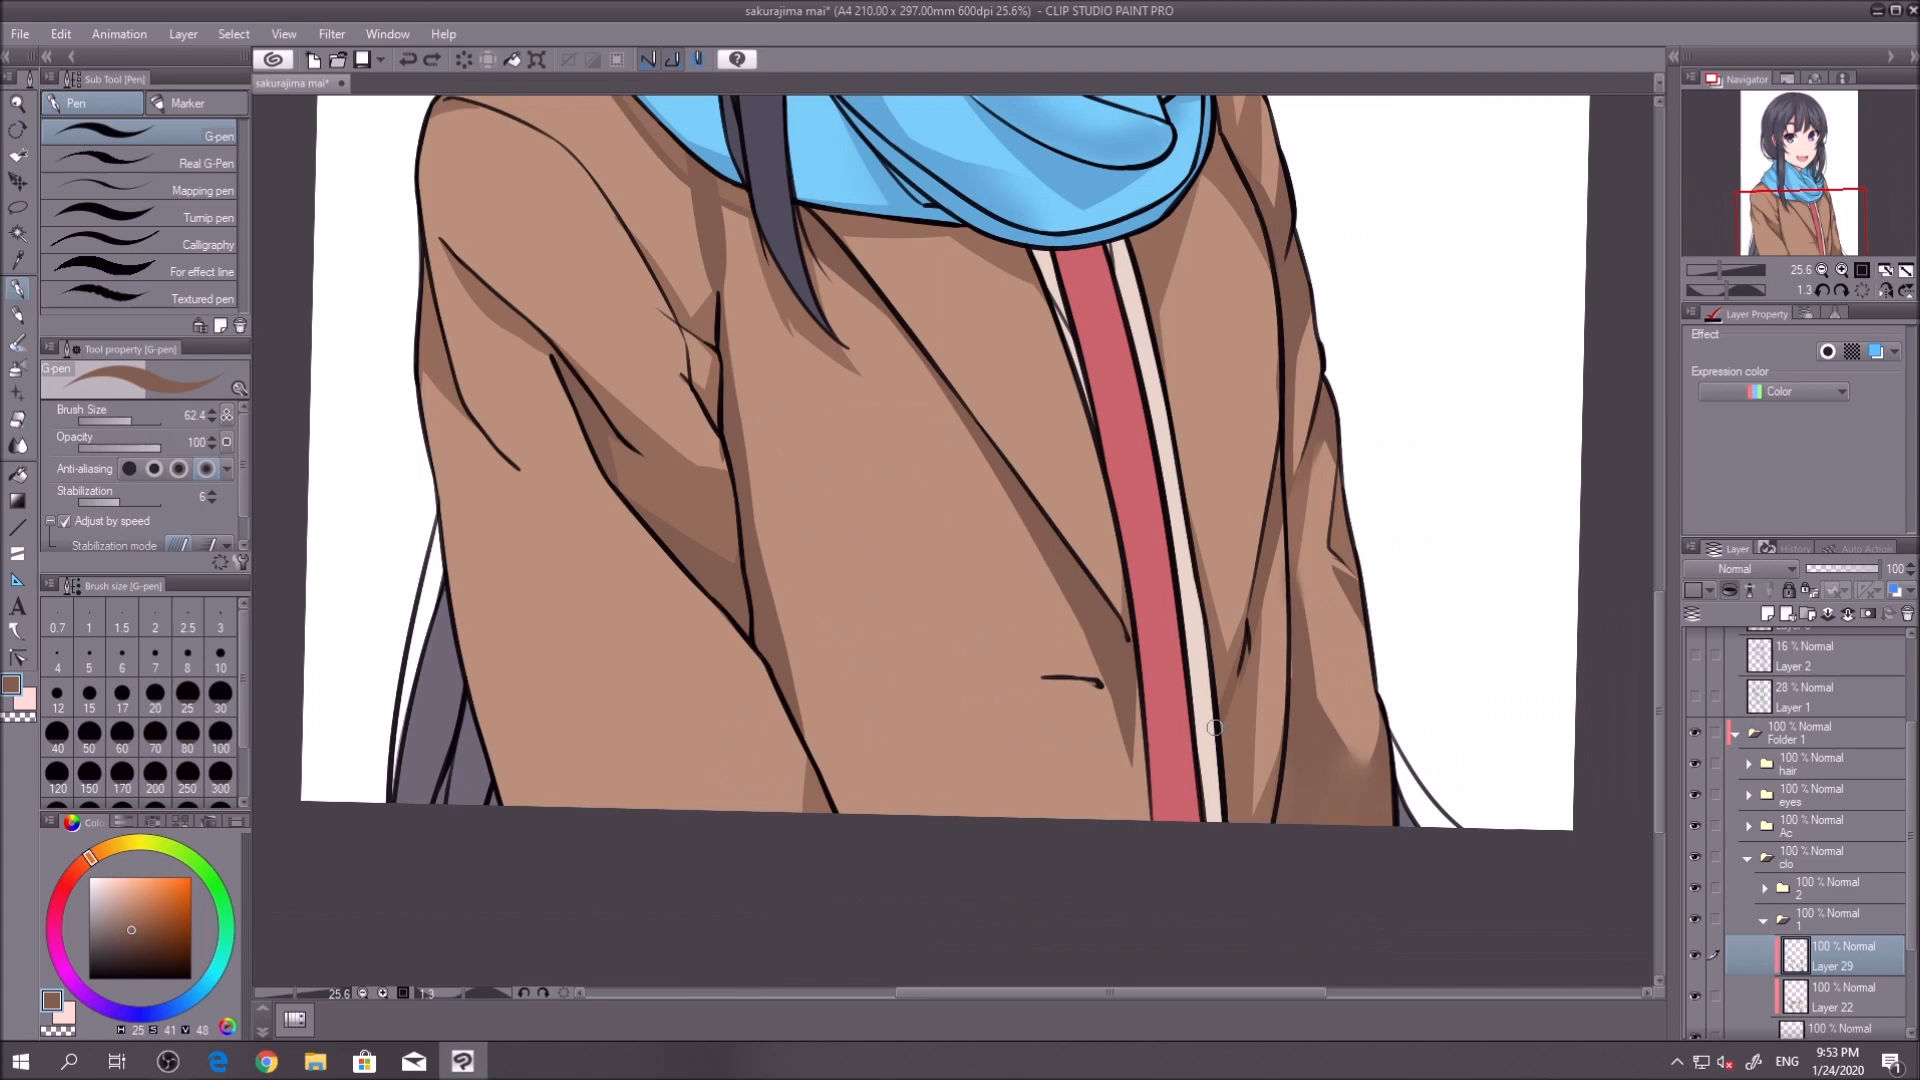 sakurajima mai* (A4 210.00 x 297.00mm 600dpi 25.6%) - CLIP STUDIO PAINT PRO
File Edit Animation Layer Select View Filter Window Help
Sub Tool [Pen]
Pen Marker
G-pen
Real G-Pen
Mapping pen
Turnip pen
Calligraphy
For effect line
Textured pen
Tool property [G-pen]
G-pen
Brush Size 62.4
Opacity 100
Anti-aliasing
Stabilization 6
Adjust by speed
Stabilization mode
Brush size [G-pen]
0.7 1 1.5 2 2.5 3
4 5 6 7 8 10
12 15 17 20 25 30
40 50 60 70 80 100
120 150 170 200 250 300
Colo
H 25 S 41 V 48
sakurajima mai*
25.6 1.3
Navigator
25.6
1.3
Layer Property
Effect
Expression color
Color
Layer History Auto Action
Normal 100
16 % Normal
Layer 2
28 % Normal
Layer 1
100 % Normal
Folder 1
100 % Normal
hair
100 % Normal
eyes
100 % Normal
Ac
100 % Normal
clo
100 % Normal
2
100 % Normal
1
100 % Normal
Layer 29
100 % Normal
Layer 22
100 % Normal
ENG
9:53 PM
1/24/2020
1